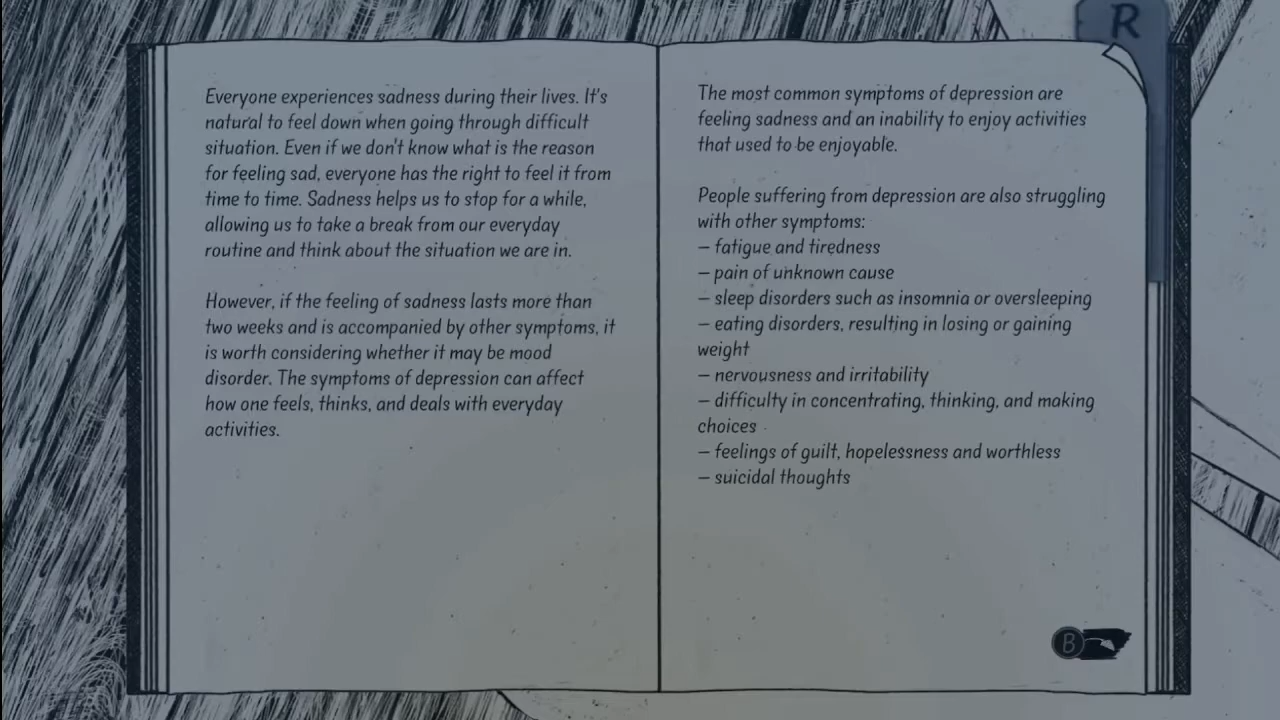 Everyone experiences sadness during their lives. It's
natural to feel down when going through difficult
situation. Even if we don't know what is the reason
for feeling sad, everyone has the right to feel it from
time to time. Sadness helps us to stop for a while,
allowing us to take a break from our everyday
routine and think about the situation we are in.
However, if the feeling of sadness lasts more than
two weeks and is accompanied by other symptoms, it
is worth considering whether it may be mood
disorder. The symptoms of depression can affect
how one feels, thinks, and deals with everyday
activities.
R
The most common symptoms of depression are
feeling sadness and an inability to enjoy activities
that used to be enjoyable.
People suffering from depression are also struggling
with other symptoms:
– fatigue and tiredness
– pain of unknown cause
– sleep disorders such as insomnia or oversleeping
– eating disorders, resulting in losing or gaining
weight
– nervousness and irritability
– difficulty in concentrating, thinking, and making
choices
– feelings of guilt, hopelessness and worthless
– suicidal thoughts
B